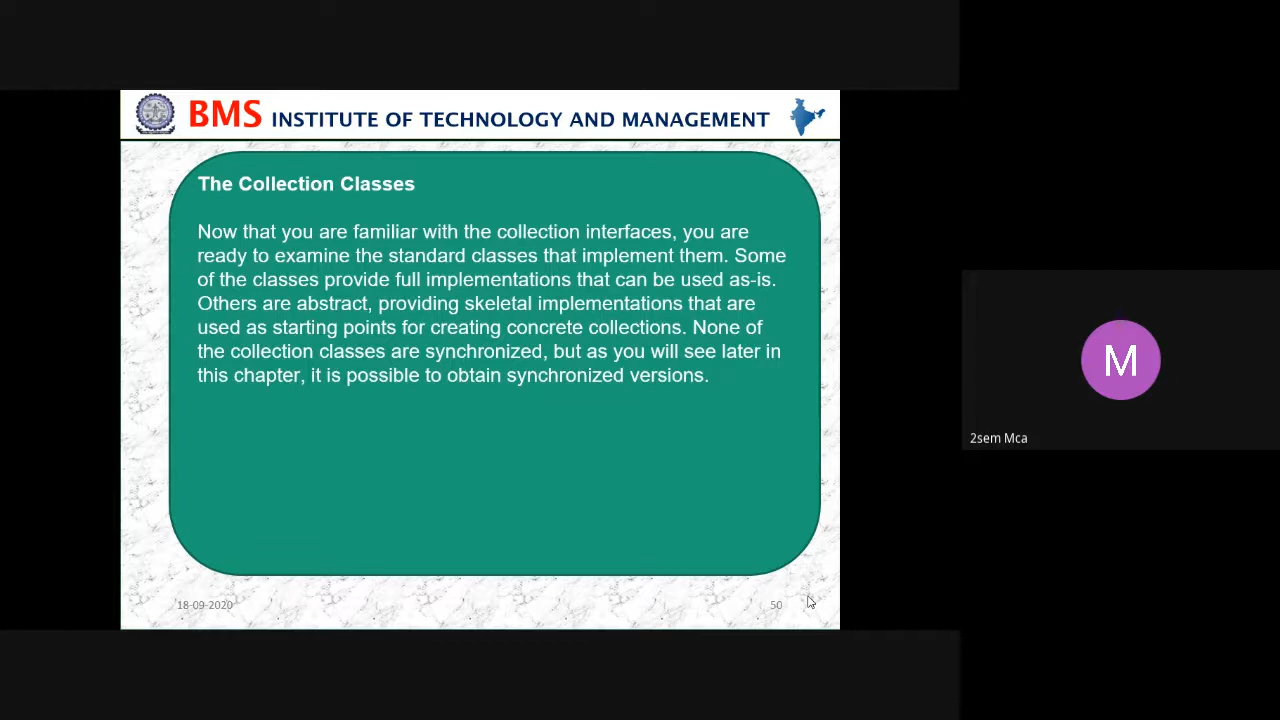 BMS INSTITUTE OF TECHNOLOGY AND MANAGEMENT
The Collection Classes
Now that you are familiar with the collection interfaces, you are
ready to examine the standard classes that implement them. Some
of the classes provide full implementations that can be used as-is.
Others are abstract, providing skeletal implementations that are
used as starting points for creating concrete collections. None of
the collection classes are synchronized, but as you will see later in
this chapter, it is possible to obtain synchronized versions.
18-09-2020
50
M
2sem Mca